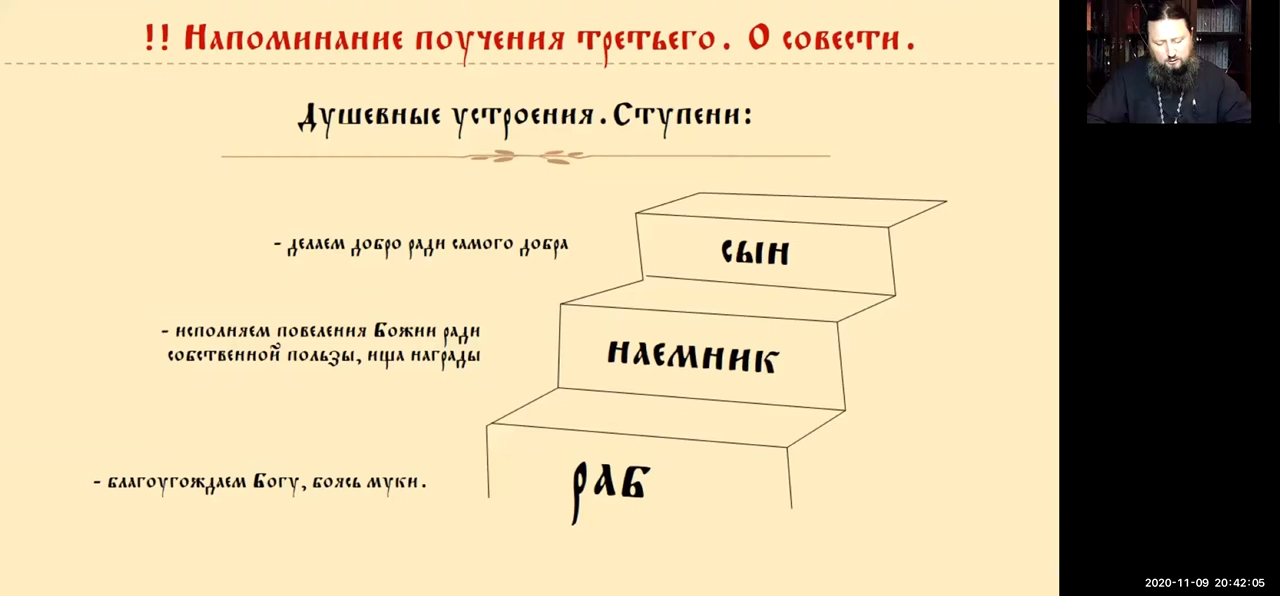 !! Напоминание поучения третьего. О совести.
Душевные устроения. Ступени:
- делаем добро ради самого добра
сын
- исполняем повеления Божии ради
собственной пользы, ища награды
наемник
- благоугождаем Богу, боясь муки.
раб
2020-11-09 20:42:05